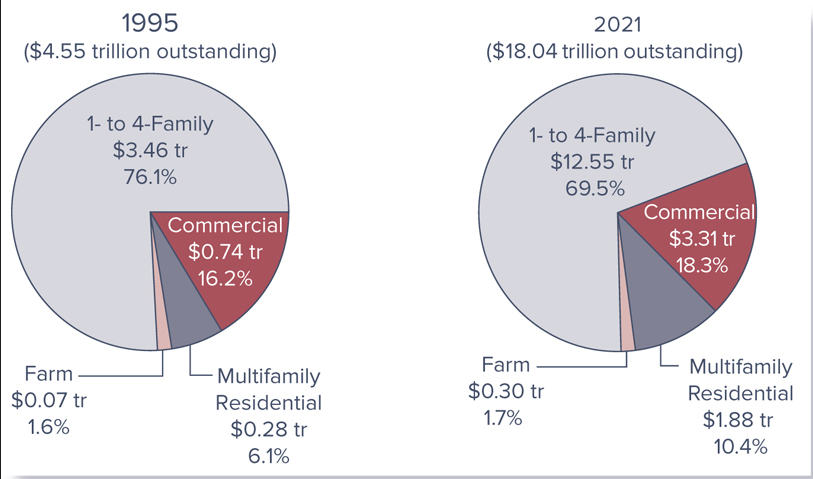 1995
($4.55 trillion outstanding)
1- to 4-Family
$3.46 tr
76.1%
Commercial
$0.74 tr
16.2%
Farm
$0.07 tr
1.6%
Multifamily
Residential
$0.28 tr
6.1%
2021
($18.04 trillion outstanding)
1- to 4-Family
$12.55 tr
69.5%
Commercial
$3.31 tr
18.3%
Farm
$0.30 tr
1.7%
Multifamily
Residential
$1.88 tr
10.4%